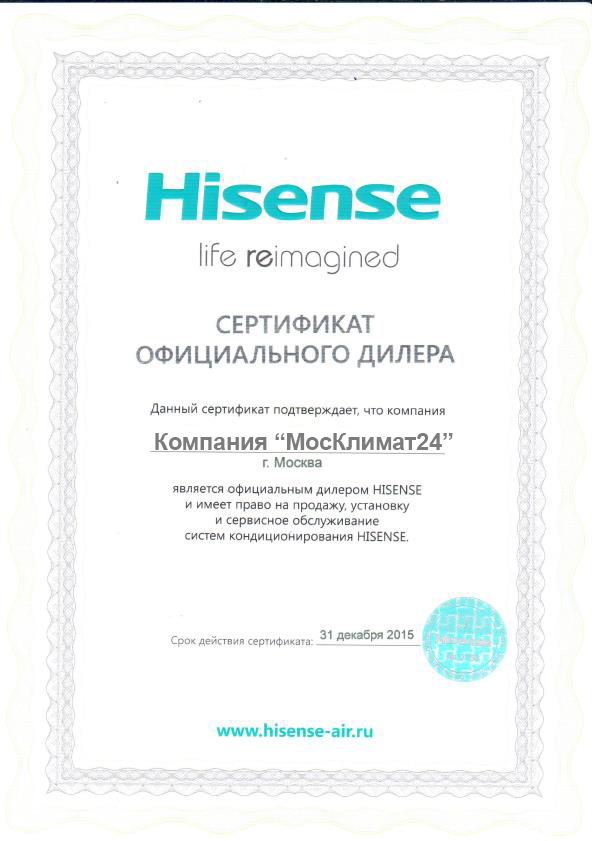 Hisense
life reimagined
СЕРТИФИКАТ
ОФИЦИАЛЬНОГО ДИЛЕРА
Данный сертификат подтверждает, что компания
Компания “МосКлимат24”
г. Москва
является официальным дилером HISENSE
и имеет право на продажу, установку
и сервисное обслуживание
систем кондиционирования HISENSE.
Срок действия сертификата: 31 декабря 2015
www.hisense-air.ru